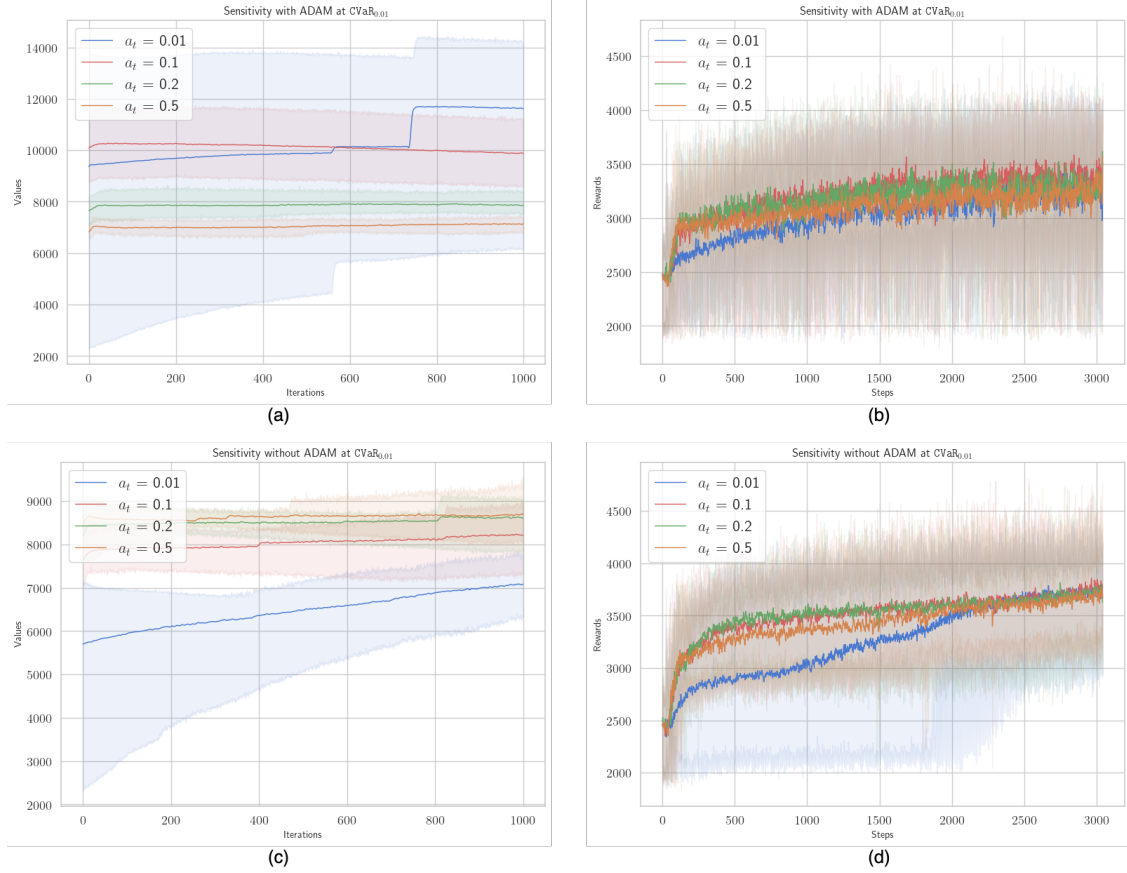 Sensitivity with ADAM at CVaR0.01
Values
14000
12000
10000
8000
6000
4000
2000
a_t = 0.01
a_t = 0.1
a_t = 0.2
a_t = 0.5
0 200 400 600 800 1000
Iterations
(a)
Sensitivity with ADAM at CVaR0.01
Rewards
4500
4000
3500
3000
2500
2000
a_t = 0.01
a_t = 0.1
a_t = 0.2
a_t = 0.5
0 500 1000 1500 2000 2500 3000
Steps
(b)
Sensitivity without ADAM at CVaR0.01
Values
9000
8000
7000
6000
5000
4000
3000
2000
a_t = 0.01
a_t = 0.1
a_t = 0.2
a_t = 0.5
0 200 400 600 800 1000
Iterations
(c)
Sensitivity without ADAM at CVaR0.01
Rewards
4500
4000
3500
3000
2500
2000
a_t = 0.01
a_t = 0.1
a_t = 0.2
a_t = 0.5
0 500 1000 1500 2000 2500 3000
Steps
(d)